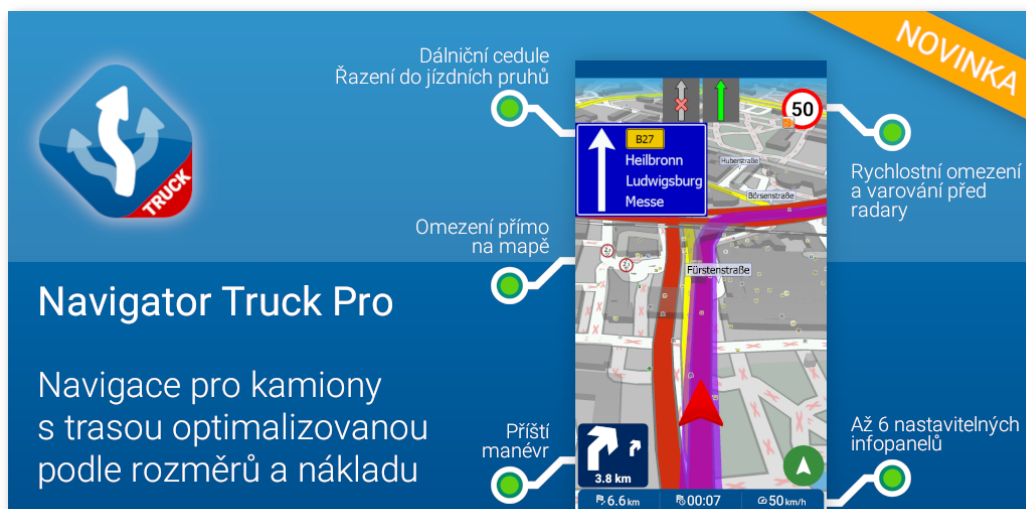 NOVINKA
Dálniční cedule
Řazení do jízdních pruhů
50
B27
Heilbronn
Ludwigsburg
Messe
Huberstraße
Börsenstraße
Rychlostní omezení
a varování před
radary
TRUCK
Omezení přímo
na mapě
Fürstenstraße
Navigator Truck Pro
Navigace pro kamiony
s trasou optimalizovanou
podle rozměrů a nákladu
Příští
manévr
3.8 km
Až 6 nastavitelných
infopanelů
6.6 km 00:07 50 km/h